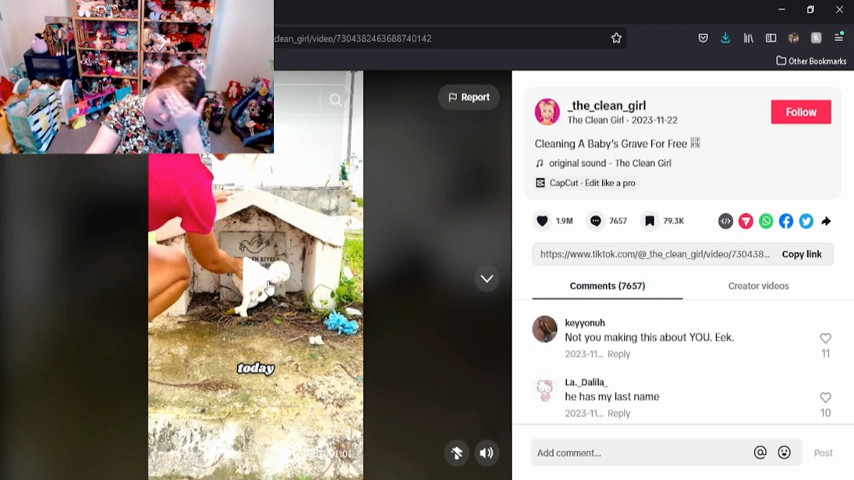 clean_girl/video/7304382463688740142
Other Bookmarks
Report
_the_clean_girl
The Clean Girl · 2023-11-22
Follow
Cleaning A Baby's Grave For Free
original sound - The Clean Girl
CapCut · Edit like a pro
1.9M
7657
79.3K
https://www.tiktok.com/@_the_clean_girl/video/730438...
Copy link
Comments (7657)
Creator videos
keyyonuh
Not you making this about YOU. Eek.
2023-11... Reply
11
La._Dalila_
he has my last name
2023-11... Reply
10
today
Add comment...
Post